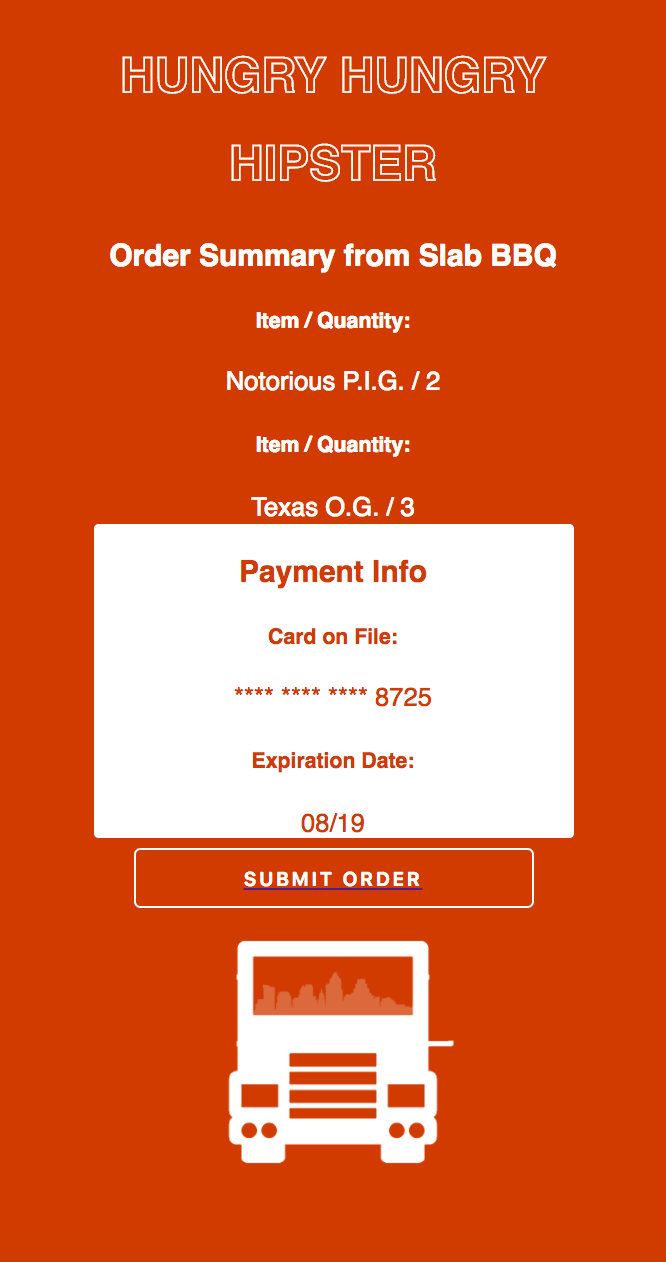 HUNGRY HUNGRY
HIPSTER
Order Summary from Slab BBQ
Item / Quantity:
Notorious P.I.G. / 2
Item / Quantity:
Texas O.G. / 3
Payment Info
Card on File:
**** **** **** 8725
Expiration Date:
08/19
SUBMIT ORDER